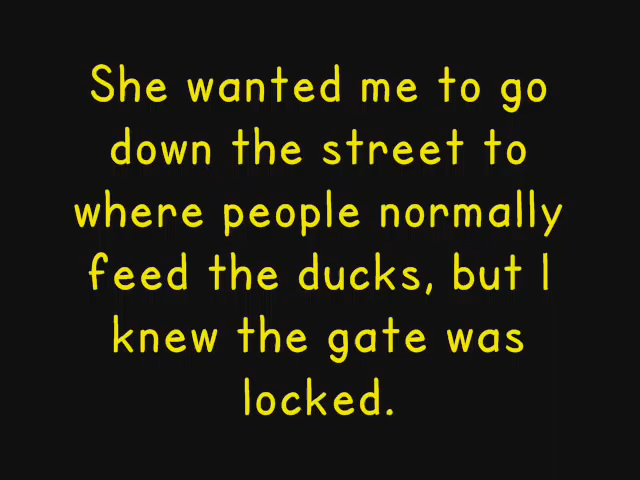 She wanted me to go
down the street to
where people normally
feed the ducks, but I
knew the gate was
locked.